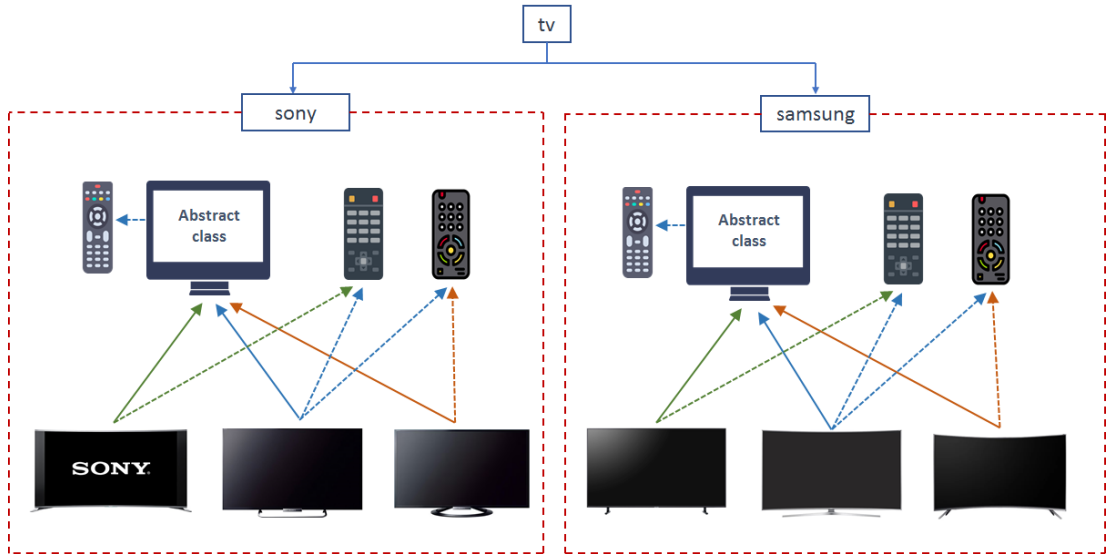 tv
sony
samsung
Abstract
class
Abstract
class
SONY